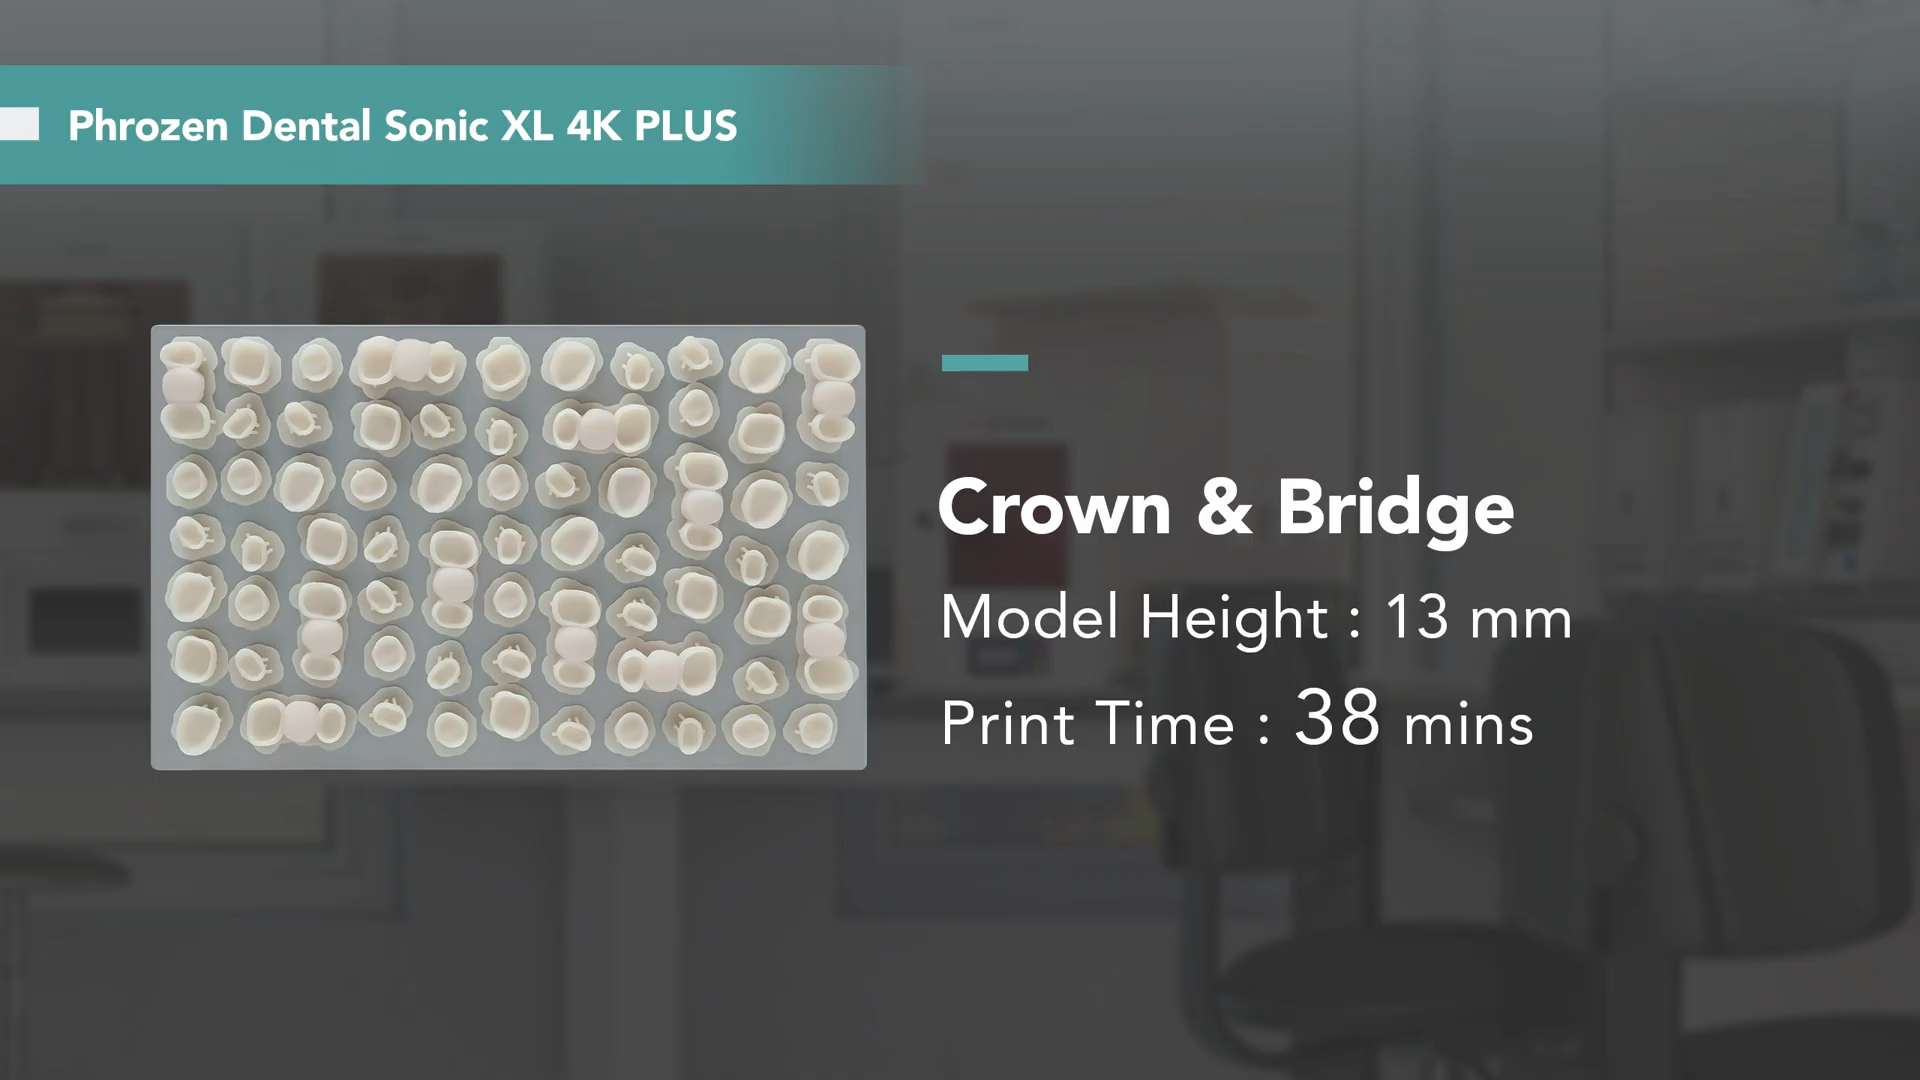 Phrozen Dental Sonic XL 4K PLUS
Crown & Bridge
Model Height : 13 mm
Print Time : 38 mins